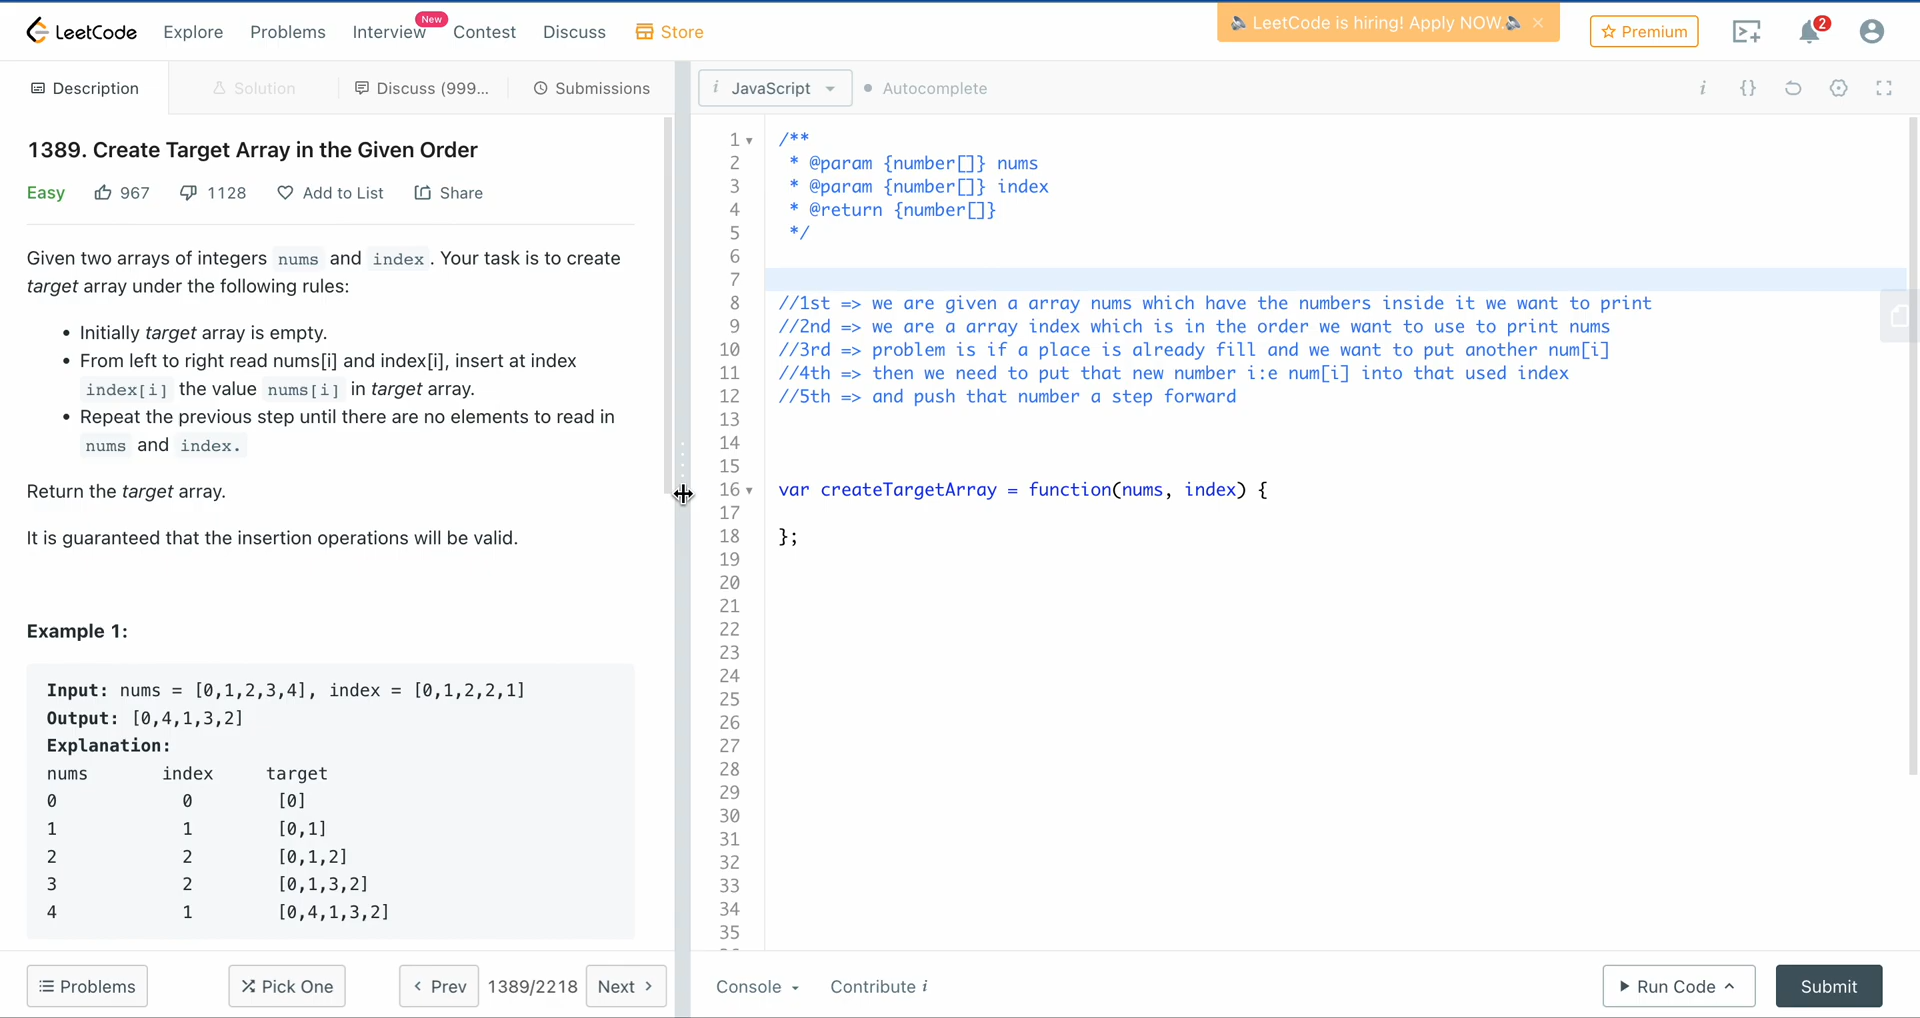 LeetCode Explore Problems Interview New Contest Discuss Store LeetCode is hiring! Apply NOW. Premium 2
Description Solution Discuss (999... Submissions
1389. Create Target Array in the Given Order
Easy 967 1128 Add to List Share
Given two arrays of integers nums and index. Your task is to create
target array under the following rules:
• Initially target array is empty.
• From left to right read nums[i] and index[i], insert at index
index[i] the value nums[i] in target array.
• Repeat the previous step until there are no elements to read in
nums and index.
Return the target array.
It is guaranteed that the insertion operations will be valid.
Example 1:
Input: nums = [0,1,2,3,4], index = [0,1,2,2,1]
Output: [0,4,1,3,2]
Explanation:
nums index target
0 0 [0]
1 1 [0,1]
2 2 [0,1,2]
3 2 [0,1,3,2]
4 1 [0,4,1,3,2]
Problems Pick One Prev 1389/2218 Next
i JavaScript Autocomplete i {}
1 /**
2 * @param {number[]} nums
3 * @param {number[]} index
4 * @return {number[]}
5 */
6
7
8 //1st => we are given a array nums which have the numbers inside it we want to print
9 //2nd => we are a array index which is in the order we want to use to print nums
10 //3rd => problem is if a place is already fill and we want to put another num[i]
11 //4th => then we need to put that new number i:e num[i] into that used index
12 //5th => and push that number a step forward
13
14
15
16 var createTargetArray = function(nums, index) {
17
18 };
19
20
21
22
23
24
25
26
27
28
29
30
31
32
33
34
35
Console Contribute i Run Code Submit